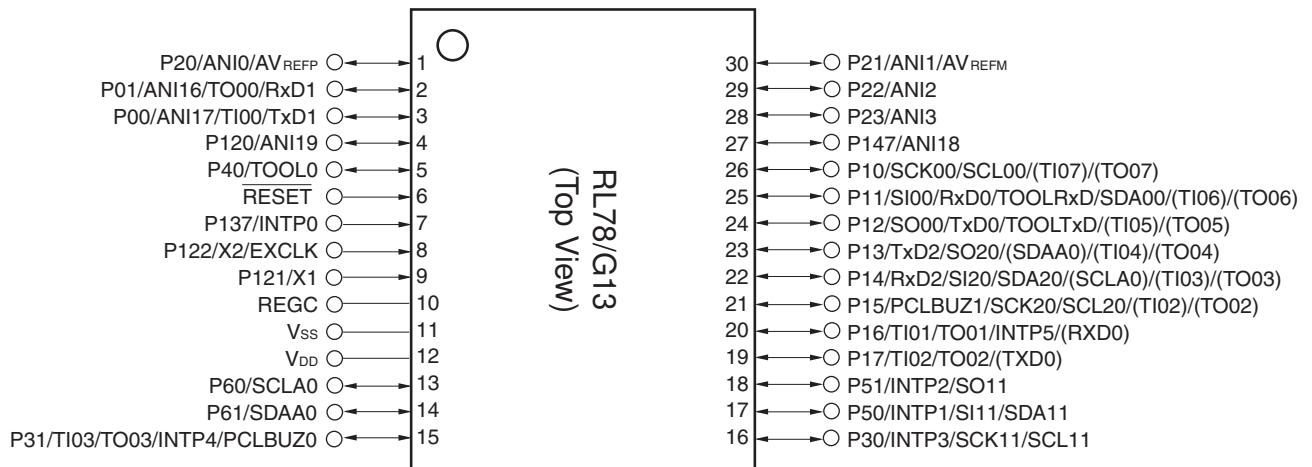 P20/ANI0/AVREFP 1
P01/ANI16/TO00/RxD1 2
P00/ANI17/TI00/TxD1 3
P120/ANI19 4
P40/TOOL0 5
RESET 6
P137/INTP0 7
P122/X2/EXCLK 8
P121/X1 9
REGC 10
VSS 11
VDD 12
P60/SCLA0 13
P61/SDAA0 14
P31/TI03/TO03/INTP4/PCLBUZ0 15
RL78/G13
(Top View)
30 P21/ANI1/AVREFM
29 P22/ANI2
28 P23/ANI3
27 P147/ANI18
26 P10/SCK00/SCL00/(TI07)/(TO07)
25 P11/SI00/RxD0/TOOLRxD/SDA00/(TI06)/(TO06)
24 P12/SO00/TxD0/TOOLTxD/(TI05)/(TO05)
23 P13/TxD2/SO20/(SDAA0)/(TI04)/(TO04)
22 P14/RxD2/SI20/SDA20/(SCLA0)/(TI03)/(TO03)
21 P15/PCLBUZ1/SCK20/SCL20/(TI02)/(TO02)
20 P16/TI01/TO01/INTP5/(RXD0)
19 P17/TI02/TO02/(TXD0)
18 P51/INTP2/SO11
17 P50/INTP1/SI11/SDA11
16 P30/INTP3/SCK11/SCL11